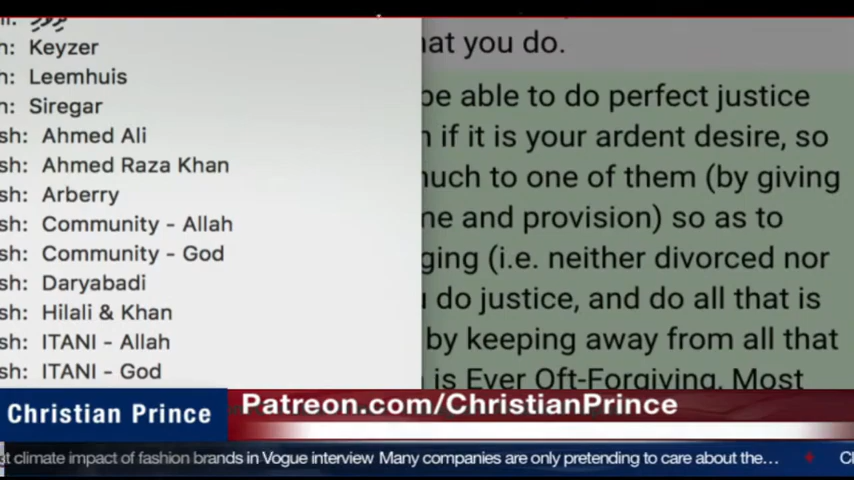 h: Keyzer
h: Leemhuis
h: Siregar
sh: Ahmed Ali
sh: Ahmed Raza Khan
sh: Arberry
sh: Community - Allah
sh: Community - God
sh: Daryabadi
sh: Hilali & Khan
sh: ITANI - Allah
sh: ITANI - God
at you do.
be able to do perfect justice
if it is your ardent desire, so
much to one of them (by giving
me and provision) so as to
ging (i.e. neither divorced nor
do justice, and do all that is
by keeping away from all that
is Ever Oft-Forgiving, Most
Christian Prince
Patreon.com/ChristianPrince
climate impact of fashion brands in Vogue interview Many companies are only pretending to care about the...